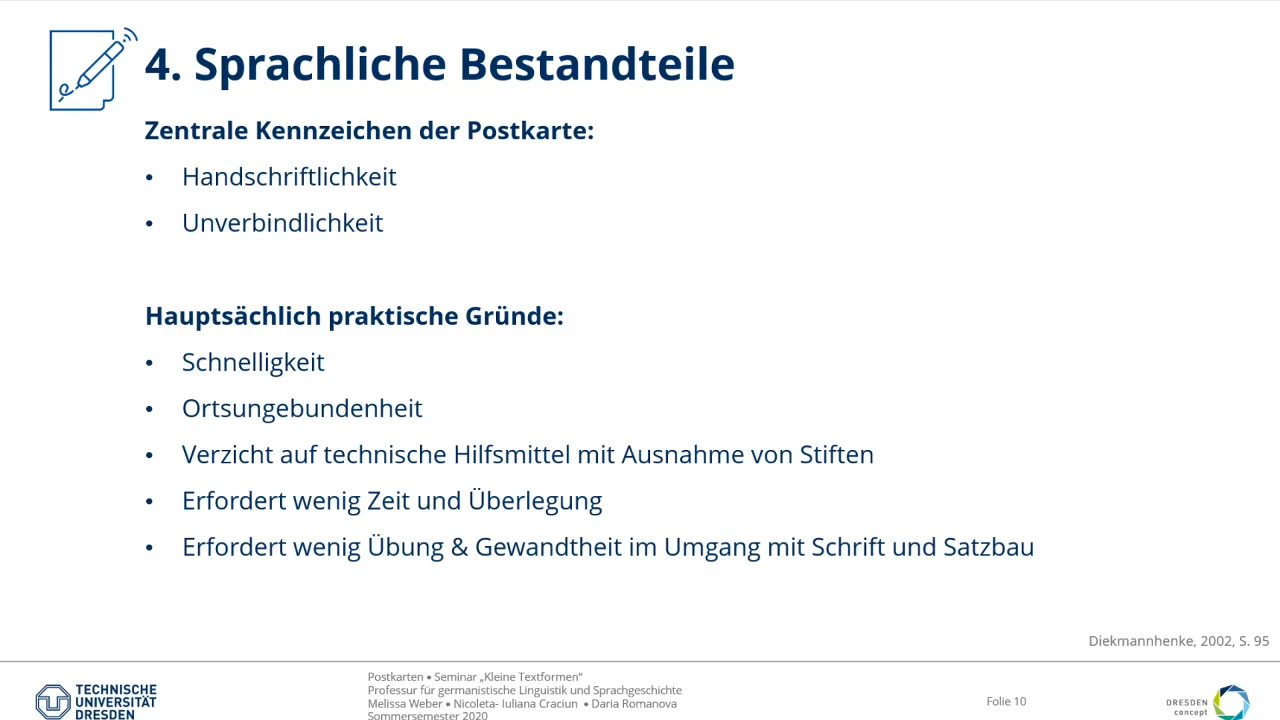 4. Sprachliche Bestandteile
Zentrale Kennzeichen der Postkarte:
• Handschriftlichkeit
• Unverbindlichkeit
Hauptsächlich praktische Gründe:
• Schnelligkeit
• Ortsungebundenheit
• Verzicht auf technische Hilfsmittel mit Ausnahme von Stiften
• Erfordert wenig Zeit und Überlegung
• Erfordert wenig Übung & Gewandtheit im Umgang mit Schrift und Satzbau
Diekmannhenke, 2002, S. 95
TECHNISCHE
UNIVERSITÄT
DRESDEN
Postkarten • Seminar „Kleine Textformen“
Professur für germanistische Linguistik und Sprachgeschichte
Melissa Weber • Nicoleta- Iuliana Craciun • Daria Romanova
Sommersemester 2020
Folie 10
DRESDEN
concept